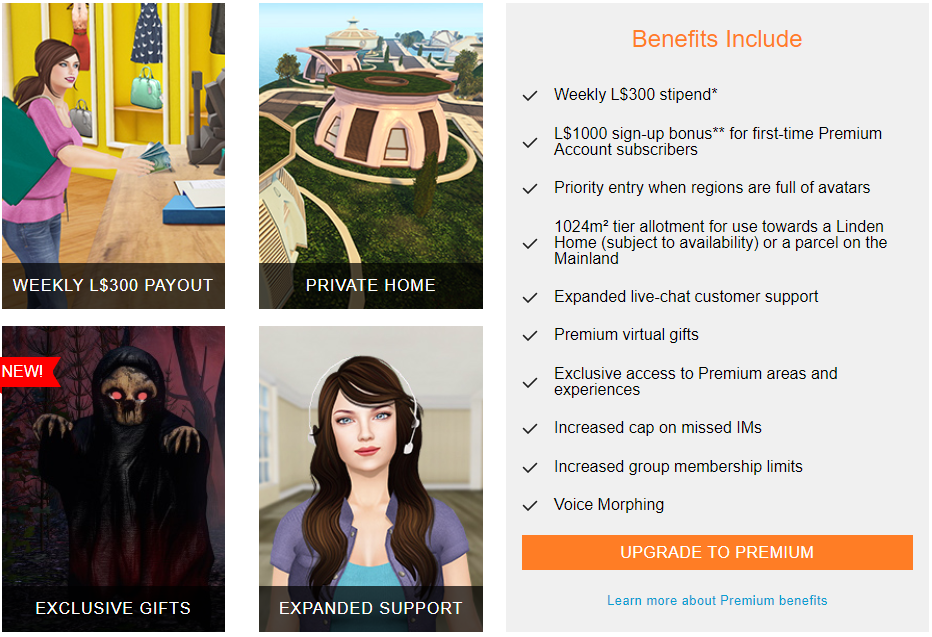 WEEKLY L$300 PAYOUT
PRIVATE HOME
NEW!
EXCLUSIVE GIFTS
EXPANDED SUPPORT
Benefits Include
Weekly L$300 stipend*
L$1000 sign-up bonus** for first-time Premium
Account subscribers
Priority entry when regions are full of avatars
1024m² tier allotment for use towards a Linden
Home (subject to availability) or a parcel on the
Mainland
Expanded live-chat customer support
Premium virtual gifts
Exclusive access to Premium areas and
experiences
Increased cap on missed IMs
Increased group membership limits
Voice Morphing
UPGRADE TO PREMIUM
Learn more about Premium benefits